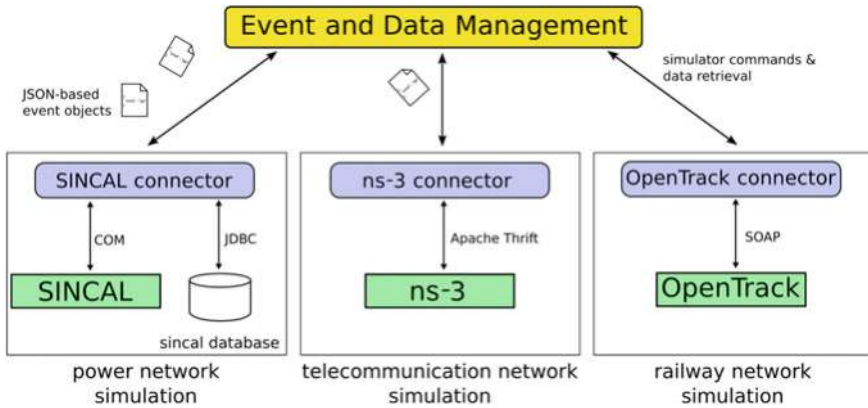 Event and Data Management
JSON-based
event objects
simulator commands &
data retrieval
SINCAL connector
ns-3 connector
OpenTrack connector
COM
JDBC
Apache Thrift
SOAP
SINCAL
ns-3
OpenTrack
sincal database
power network
simulation
telecommunication network
simulation
railway network
simulation